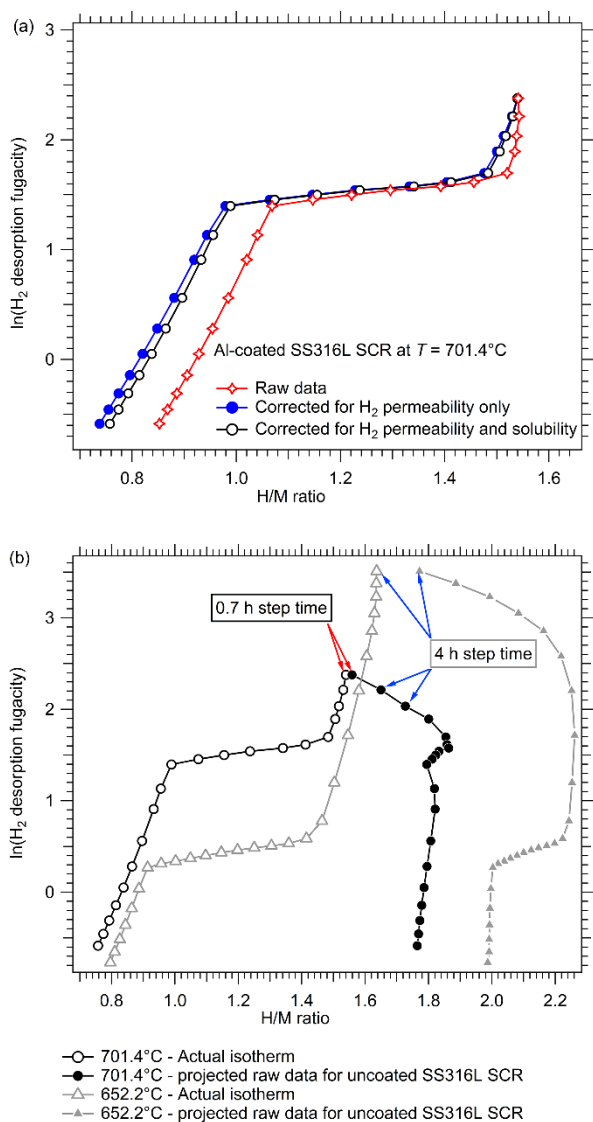 (a)
3
2
1
0
ln(H₂ desorption fugacity)
Al-coated SS316L SCR at T = 701.4°C
Raw data
Corrected for H₂ permeability only
Corrected for H₂ permeability and solubility
0.8 1.0 1.2 1.4 1.6
H/M ratio
(b)
3
2
1
0
ln(H₂ desorption fugacity)
0.7 h step time
4 h step time
0.8 1.0 1.2 1.4 1.6 1.8 2.0 2.2
H/M ratio
701.4°C - Actual isotherm
701.4°C - projected raw data for uncoated SS316L SCR
652.2°C - Actual isotherm
652.2°C - projected raw data for uncoated SS316L SCR